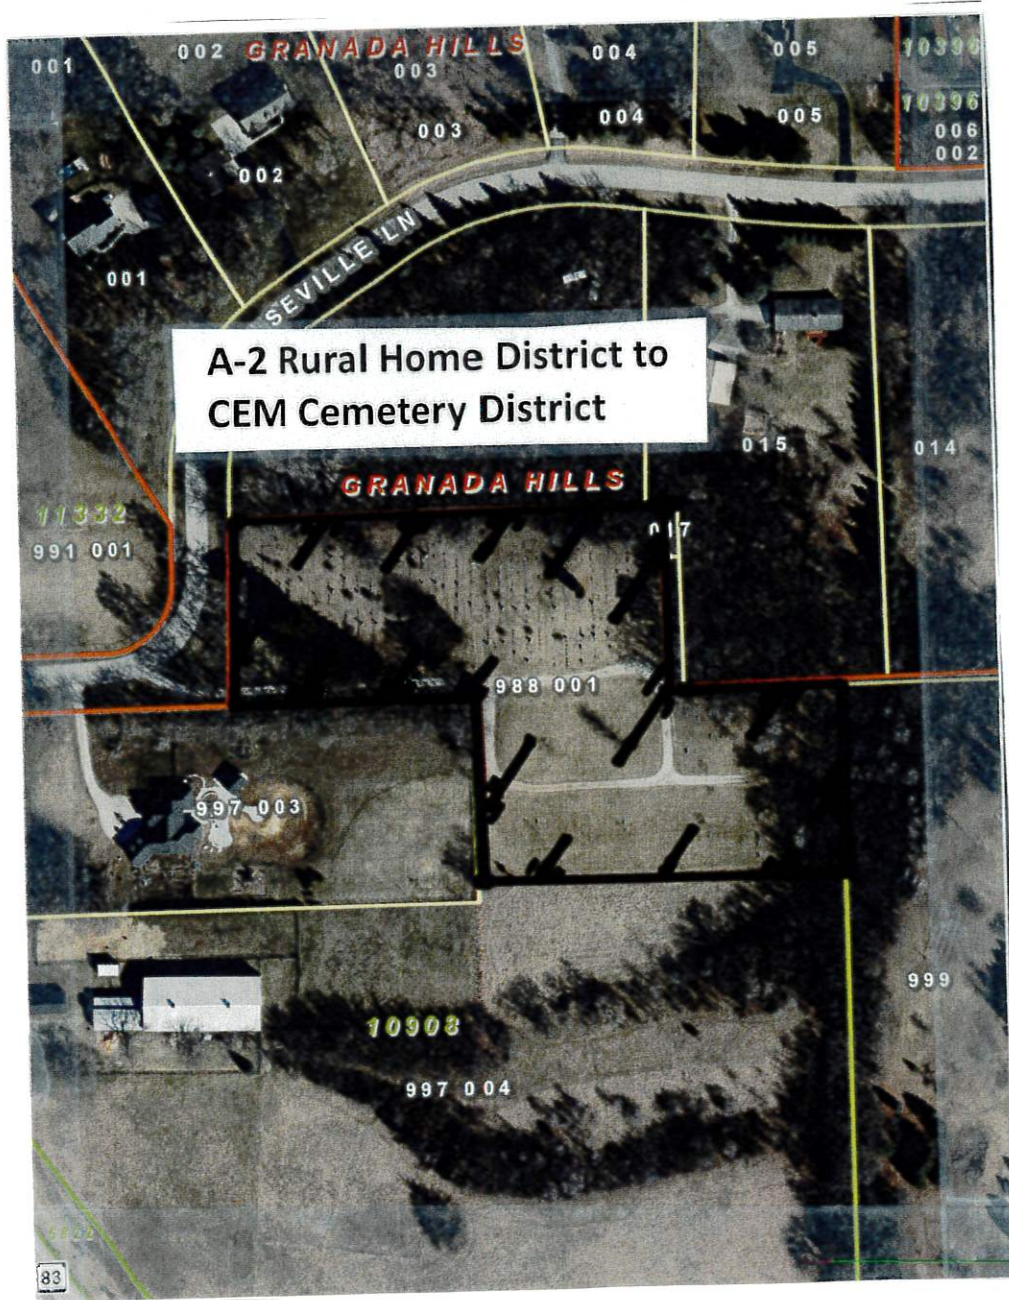 002 GRANADA HILLS 004 005 10396
001 003
10396
003 004 005 006
002
002
001
SEVILLE LN
A-2 Rural Home District to
CEM Cemetery District
015 014
GRANADA HILLS
11332 017
991 001
988 001
997 003
999
10908
997 004
83